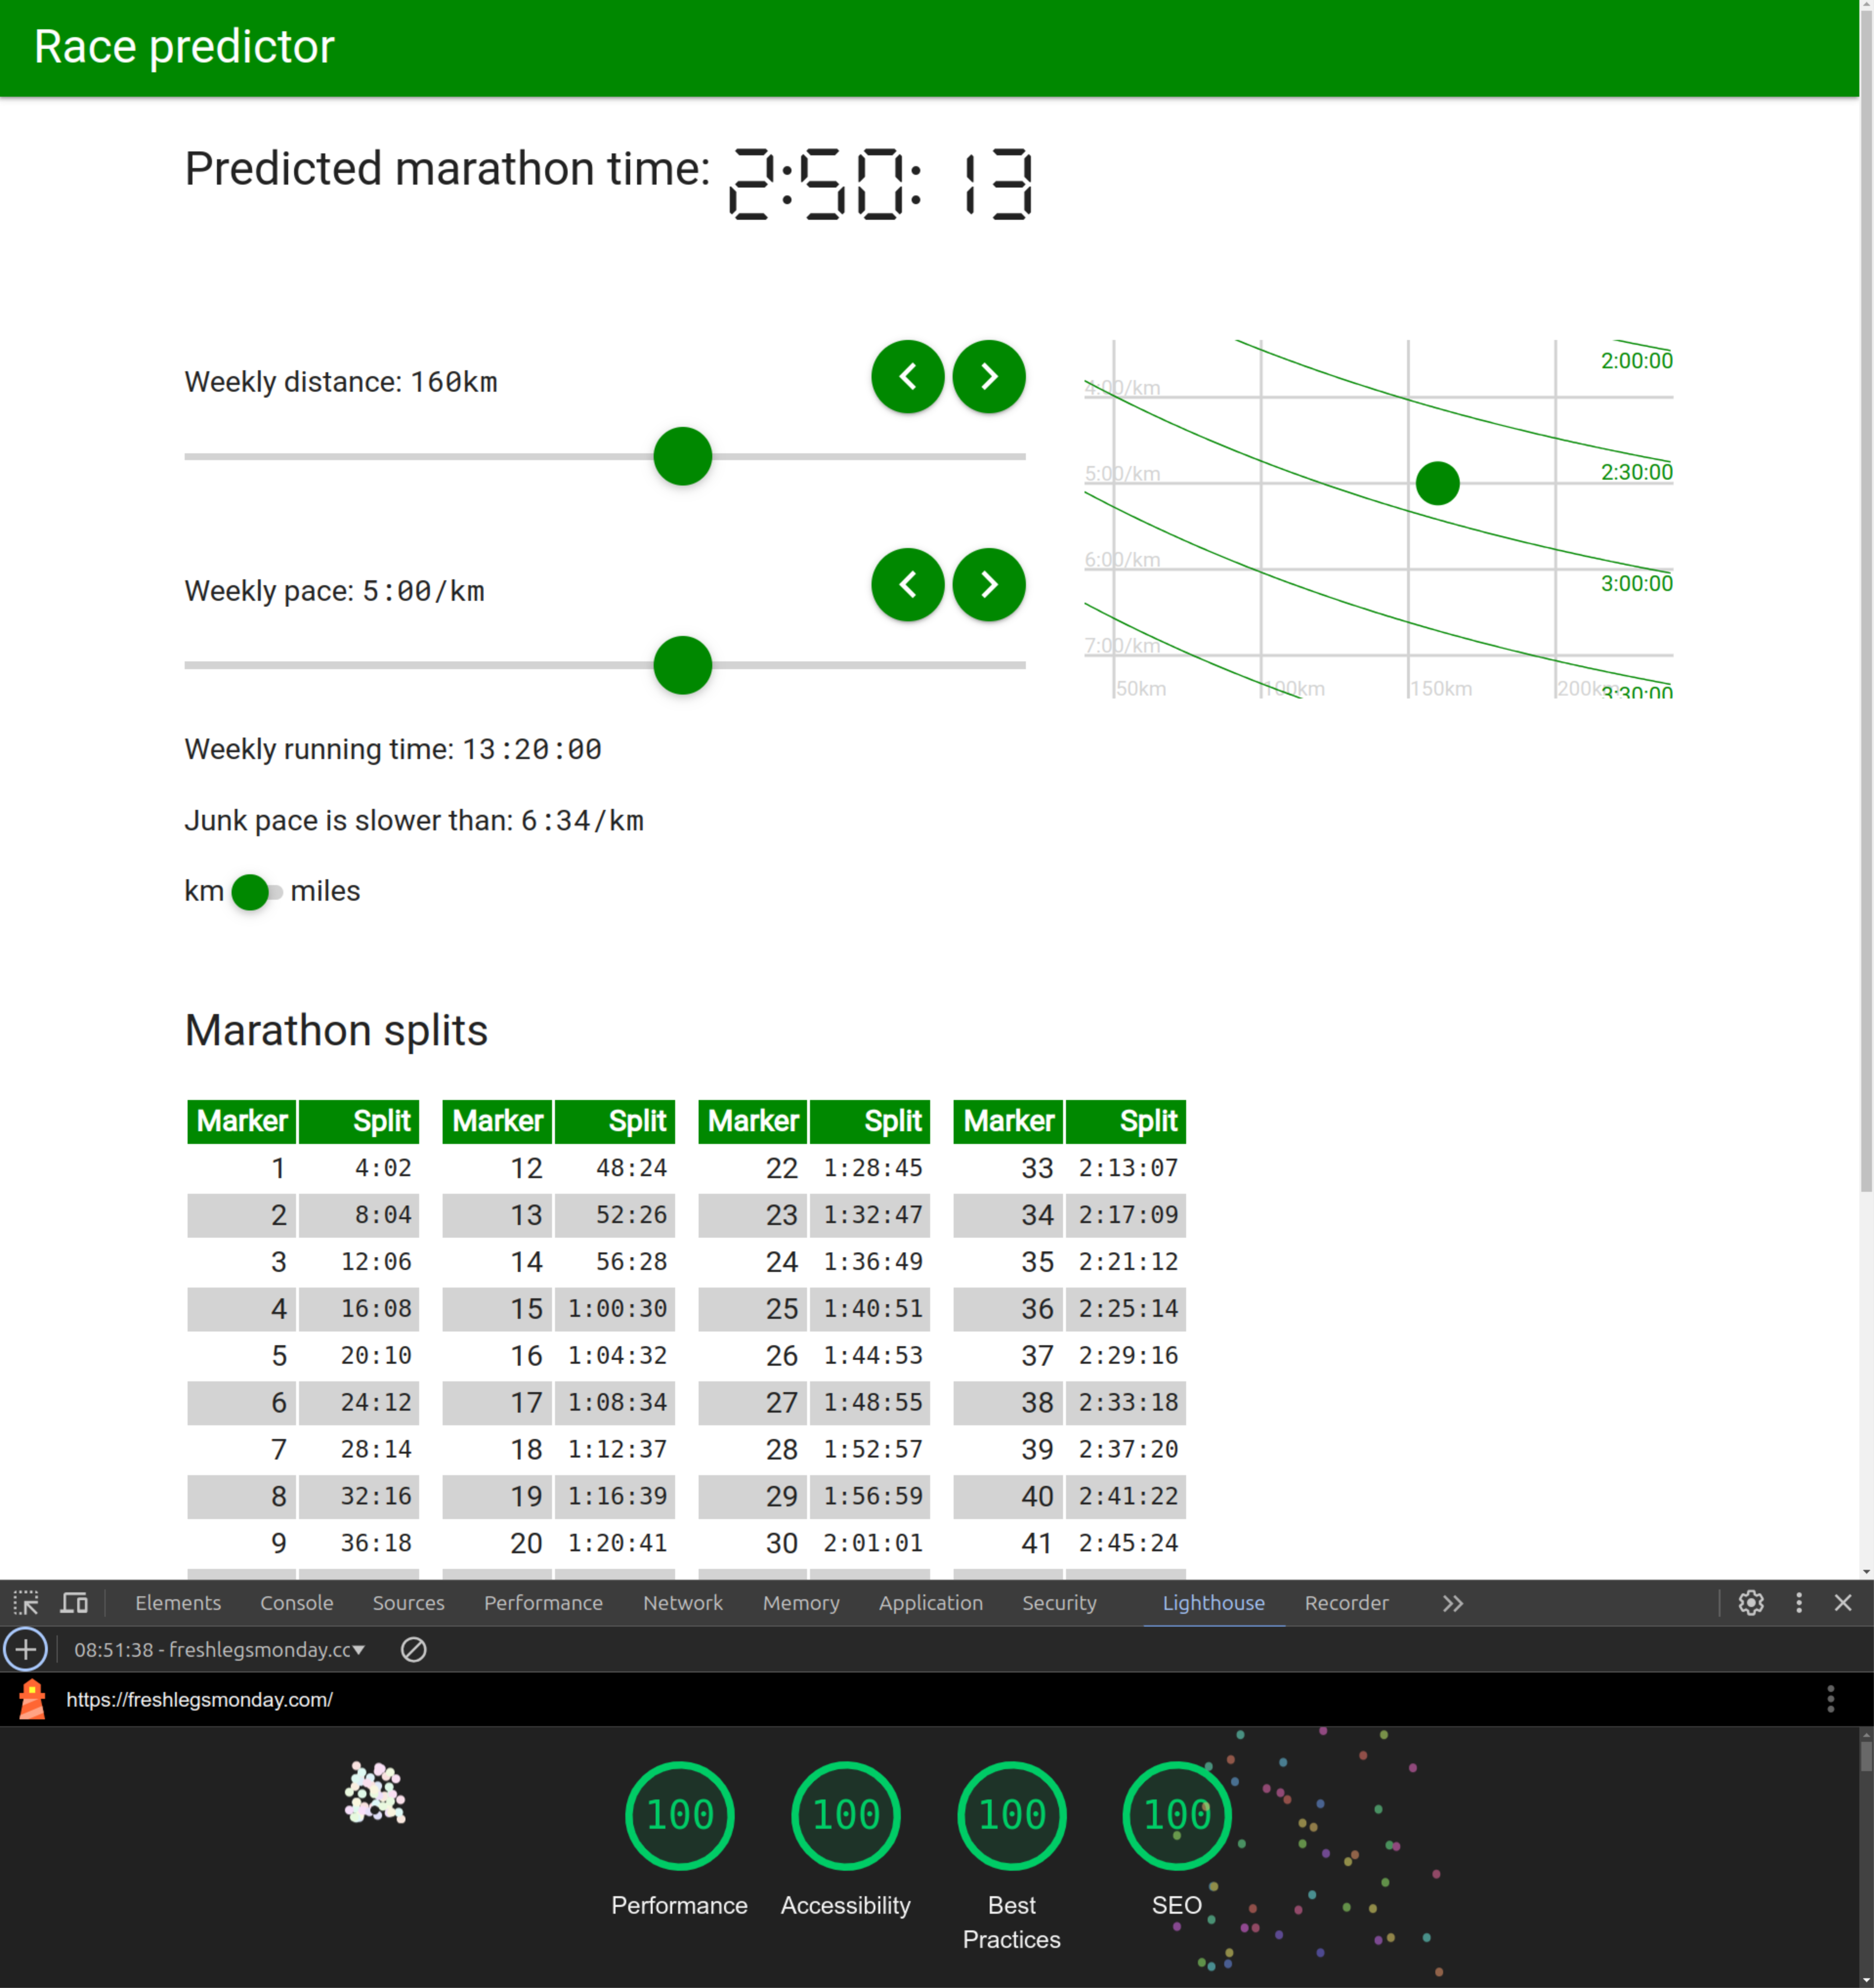 Race predictor
Predicted marathon time: 2:50:13
Weekly distance: 160km
Weekly pace: 5:00/km
Weekly running time: 13:20:00
Junk pace is slower than: 6:34/km
km miles
2:00:00
4:00/km
2:30:00
5:00/km
3:00:00
6:00/km
7:00/km
50km 100km 150km 200km 3:30:00
Marathon splits
Marker Split Marker Split Marker Split Marker Split
1 4:02 12 48:24 22 1:28:45 33 2:13:07
2 8:04 13 52:26 23 1:32:47 34 2:17:09
3 12:06 14 56:28 24 1:36:49 35 2:21:12
4 16:08 15 1:00:30 25 1:40:51 36 2:25:14
5 20:10 16 1:04:32 26 1:44:53 37 2:29:16
6 24:12 17 1:08:34 27 1:48:55 38 2:33:18
7 28:14 18 1:12:37 28 1:52:57 39 2:37:20
8 32:16 19 1:16:39 29 1:56:59 40 2:41:22
9 36:18 20 1:20:41 30 2:01:01 41 2:45:24
Elements Console Sources Performance Network Memory Application Security Lighthouse Recorder
08:51:38 - freshlegsmonday.cc
https://freshlegsmonday.com/
100 100 100 100
Performance Accessibility Best Practices SEO